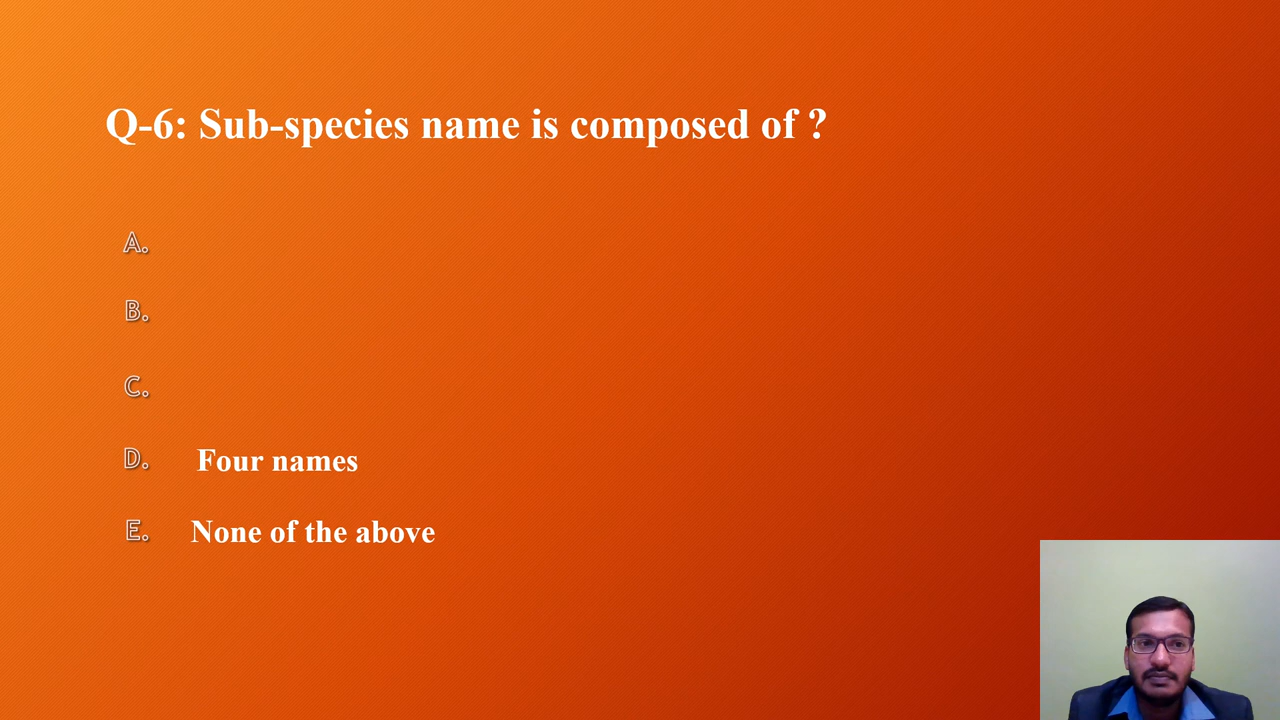 Q-6: Sub-species name is composed of ?
A.
B.
C.
D. Four names
E. None of the above